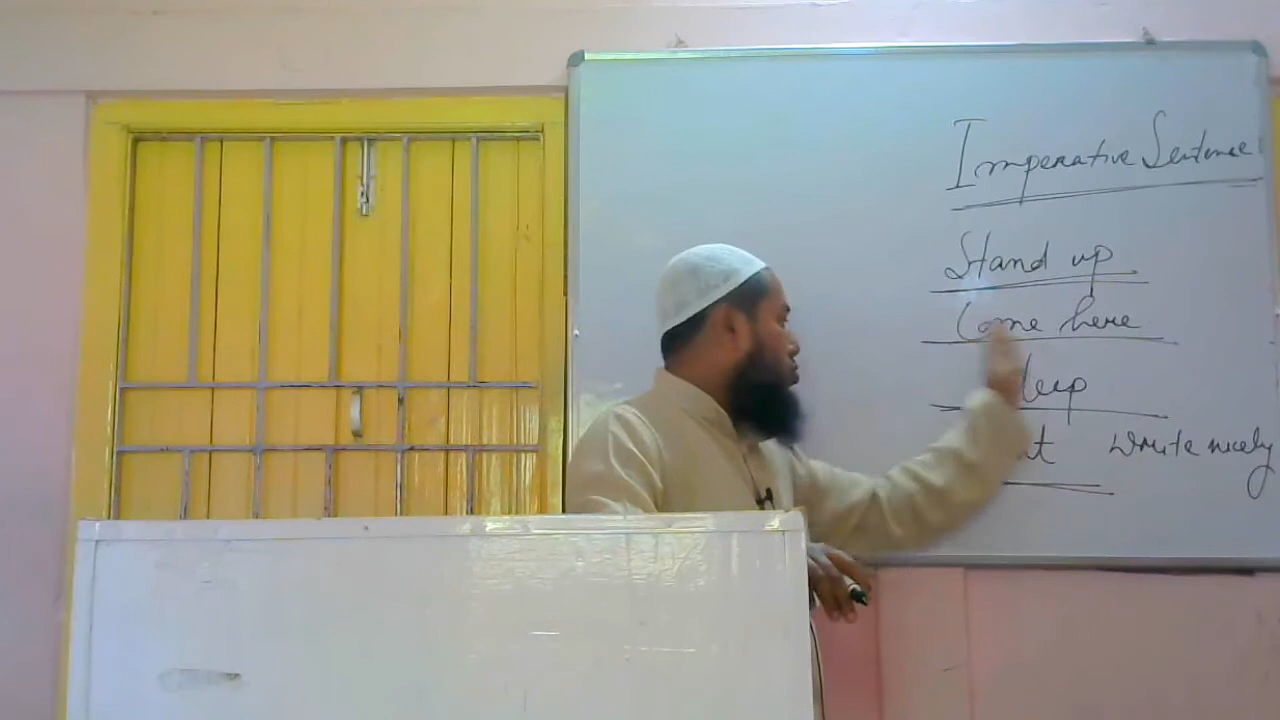 Imperative Sentence
Stand up
Come here
Write nicely